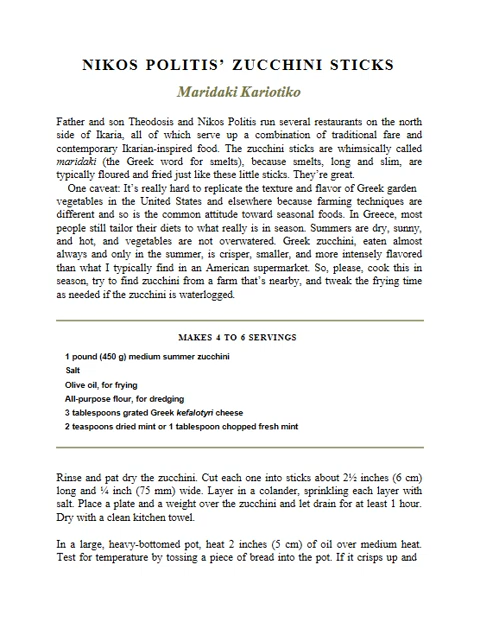 NIKOS POLITIS’ ZUCCHINI STICKS
Maridaki Kariotiko
Father and son Theodosis and Nikos Politis run several restaurants on the north
side of Ikaria, all of which serve up a combination of traditional fare and
contemporary Ikarian-inspired food. The zucchini sticks are whimsically called
maridaki (the Greek word for smelts), because smelts, long and slim, are
typically floured and fried just like these little sticks. They’re great.
One caveat: It’s really hard to replicate the texture and flavor of Greek garden
vegetables in the United States and elsewhere because farming techniques are
different and so is the common attitude toward seasonal foods. In Greece, most
people still tailor their diets to what really is in season. Summers are dry, sunny,
and hot, and vegetables are not overwatered. Greek zucchini, eaten almost
always and only in the summer, is crisper, smaller, and more intensely flavored
than what I typically find in an American supermarket. So, please, cook this in
season, try to find zucchini from a farm that’s nearby, and tweak the frying time
as needed if the zucchini is waterlogged.
MAKES 4 TO 6 SERVINGS
1 pound (450 g) medium summer zucchini
Salt
Olive oil, for frying
All-purpose flour, for dredging
3 tablespoons grated Greek kefalotyri cheese
2 teaspoons dried mint or 1 tablespoon chopped fresh mint
Rinse and pat dry the zucchini. Cut each one into sticks about 2½ inches (6 cm)
long and ¼ inch (75 mm) wide. Layer in a colander, sprinkling each layer with
salt. Place a plate and a weight over the zucchini and let drain for at least 1 hour.
Dry with a clean kitchen towel.
In a large, heavy-bottomed pot, heat 2 inches (5 cm) of oil over medium heat.
Test for temperature by tossing a piece of bread into the pot. If it crisps up and